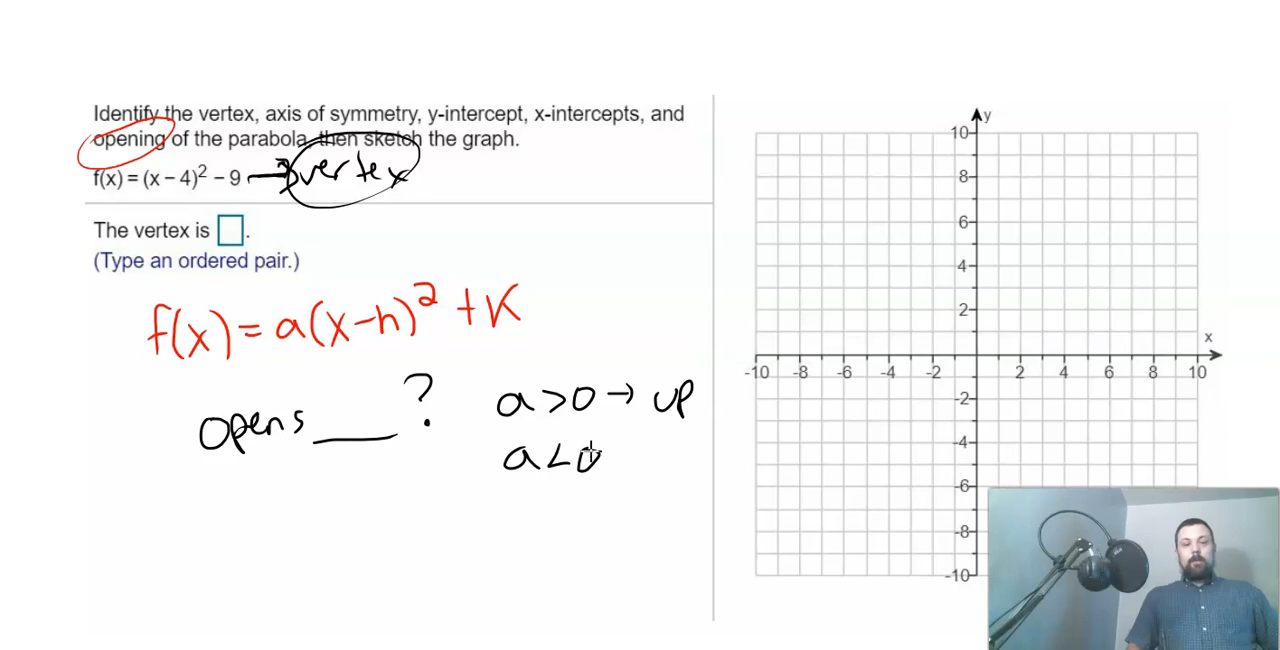 Identify the vertex, axis of symmetry, y-intercept, x-intercepts, and
opening of the parabola, then sketch the graph.
f(x) = (x − 4)² − 9 → vertex
The vertex is .
(Type an ordered pair.)
f(x) = a(x-h)² + K
opens ___ ?
a > 0 → up
a < 0
y
10
8
6
4
2
x
-10 -8 -6 -4 -2 2 4 6 8 10
-2
-4
-6
-8
-10